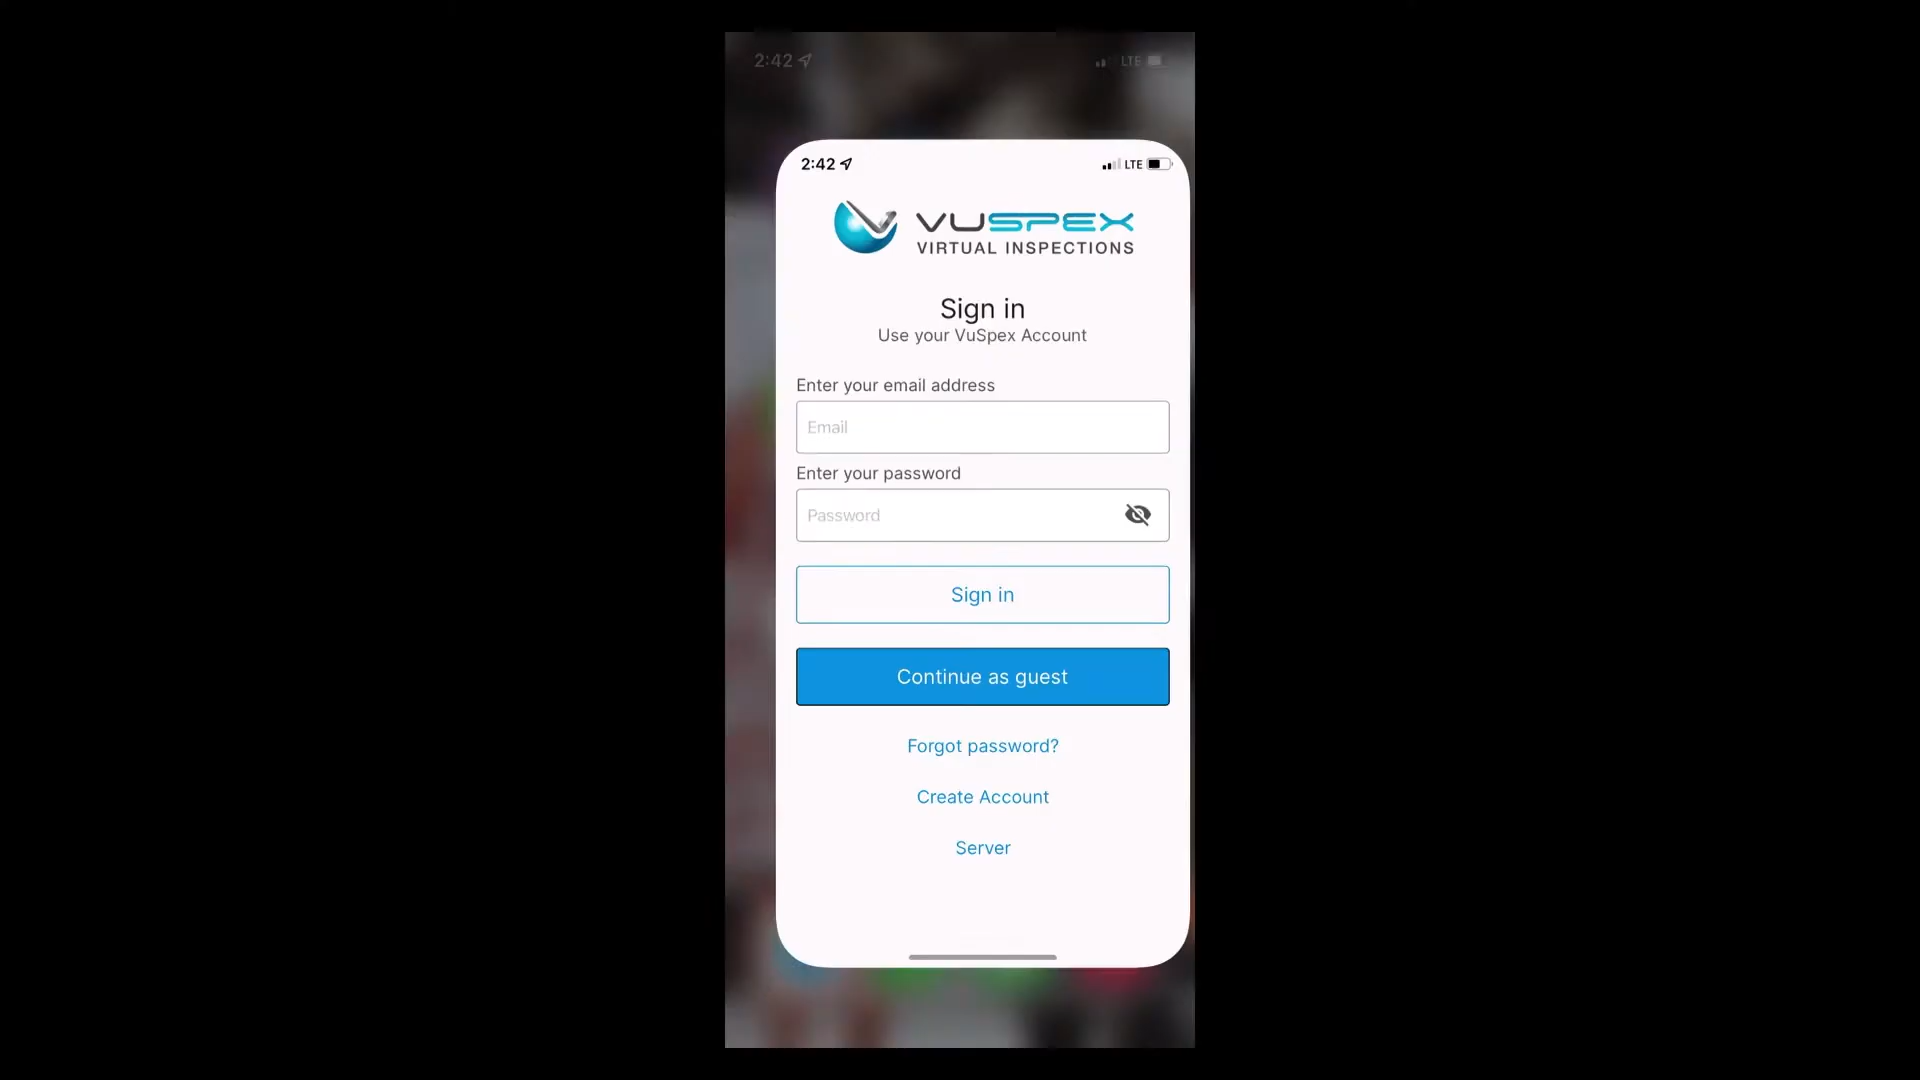 2:42
LTE
2:42
LTE
VUSPEX
VIRTUAL INSPECTIONS
Sign in
Use your VuSpex Account
Enter your email address
Email
Enter your password
Password
Sign in
Continue as guest
Forgot password?
Create Account
Server